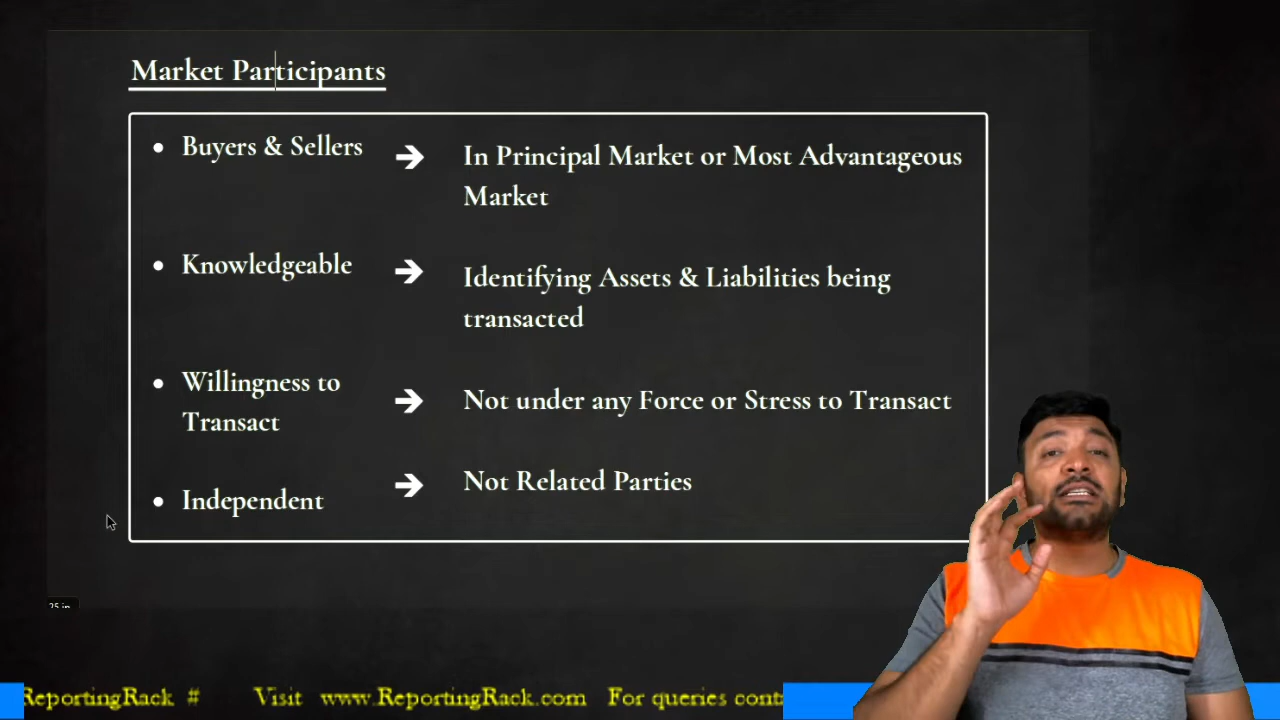 Market Participants
Buyers & Sellers
In Principal Market or Most Advantageous
Market
Knowledgeable
Identifying Assets & Liabilities being
transacted
Willingness to
Transact
Not under any Force or Stress to Transact
Independent
Not Related Parties
25 in
ReportingRack # Visit www.ReportingRack.com For queries cont